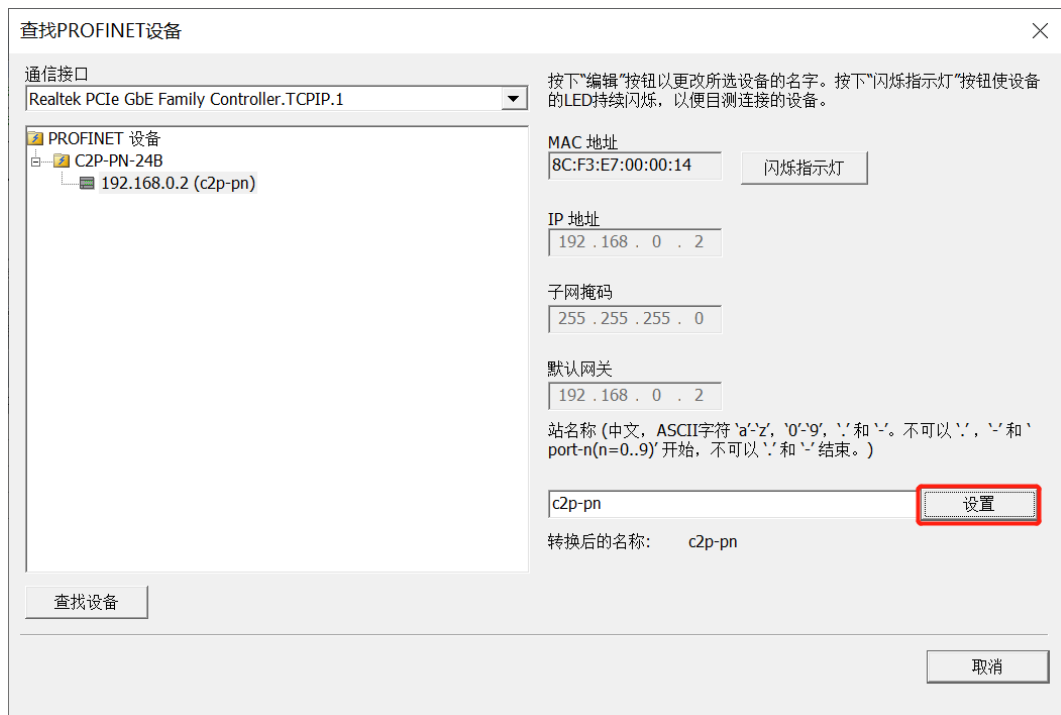 查找PROFINET设备
通信接口
Realtek PCIe GbE Family Controller.TCPIP.1
PROFINET 设备
C2P-PN-24B
192.168.0.2 (c2p-pn)
查找设备
按下“编辑”按钮以更改所选设备的名字。按下“闪烁指示灯”按钮使设备
的LED持续闪烁，以便目测连接的设备。
MAC 地址
8C:F3:E7:00:00:14
闪烁指示灯
IP 地址
192 . 168 . 0 . 2
子网掩码
255 . 255 . 255 . 0
默认网关
192 . 168 . 0 . 2
站名称 (中文，ASCII字符 `a'-`z', `0'-`9', `.' 和 `-'。不可以 `.' , `-' 和 `
port-n(n=0..9)' 开始，不可以 `.' 和 `-' 结束。)
c2p-pn
设置
转换后的名称: c2p-pn
取消